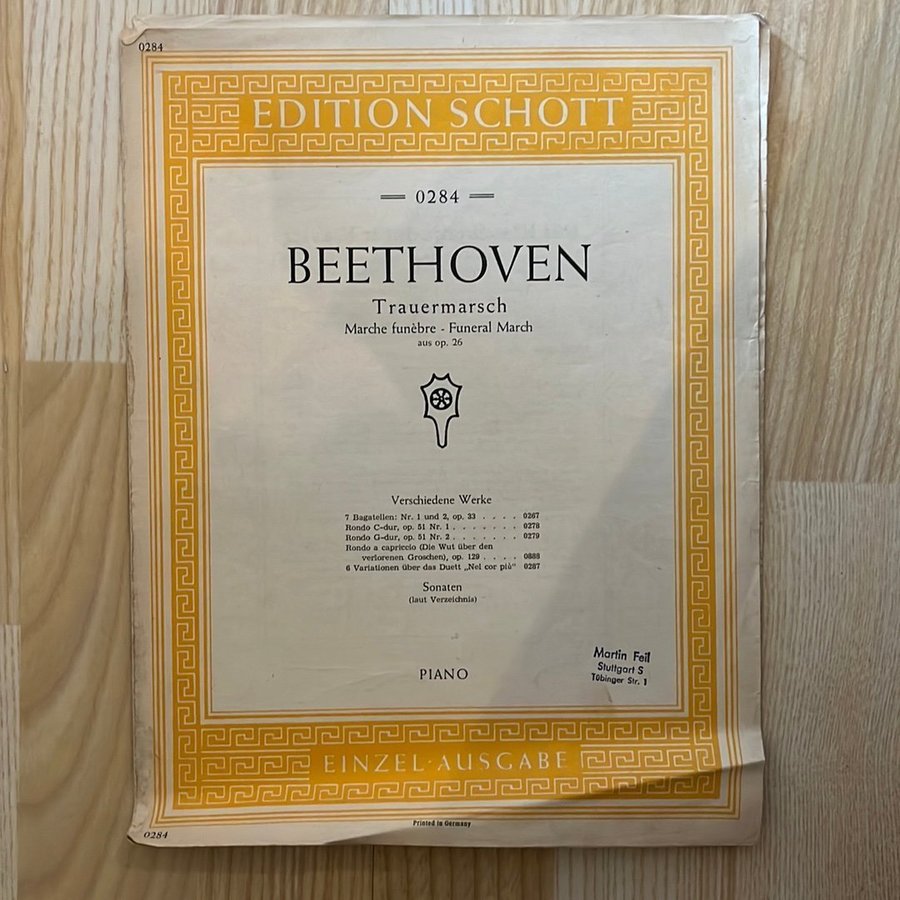 0284
EDITION SCHOTT
0284
BEETHOVEN
Trauermarsch
Marche funèbre - Funeral March
aus op. 26
Verschiedene Werke
7 Bagatellen: Nr. 1 und 2, op. 33 . . . . 0267
Rondo C-dur, op. 51 Nr. 1 . . . . . . . 0278
Rondo G-dur, op. 51 Nr. 2 . . . . . . . 0279
Rondo a capriccio (Die Wut über den
verlorenen Groschen), op. 129 . . . . 0888
6 Variationen über das Duett „Nel cor più“ 0287
Sonaten
(laut Verzeichnis)
Martin Feil
Stuttgart S
Tübinger Str. 1
PIANO
EINZEL-AUSGABE
Printed in Germany
0284